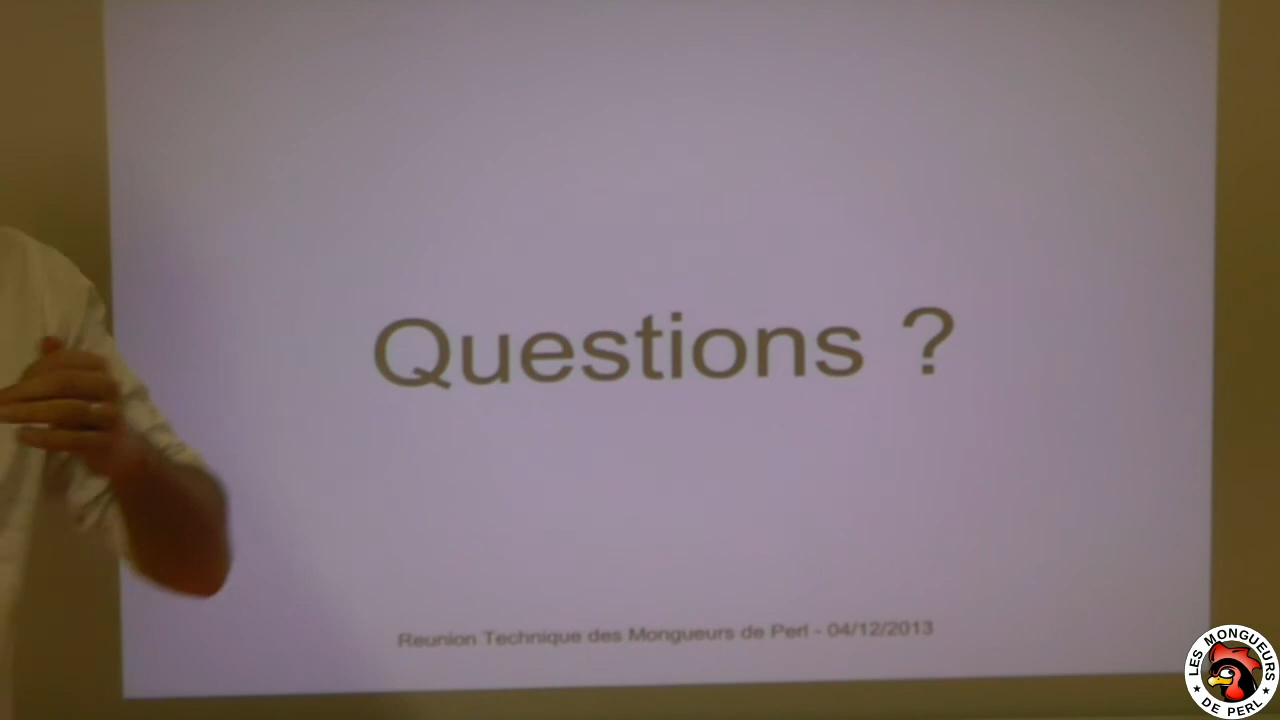 Questions ?
Reunion Technique des Mongueurs de Perl - 04/12/2013
LES MONGUEURS
★ DE PERL ★